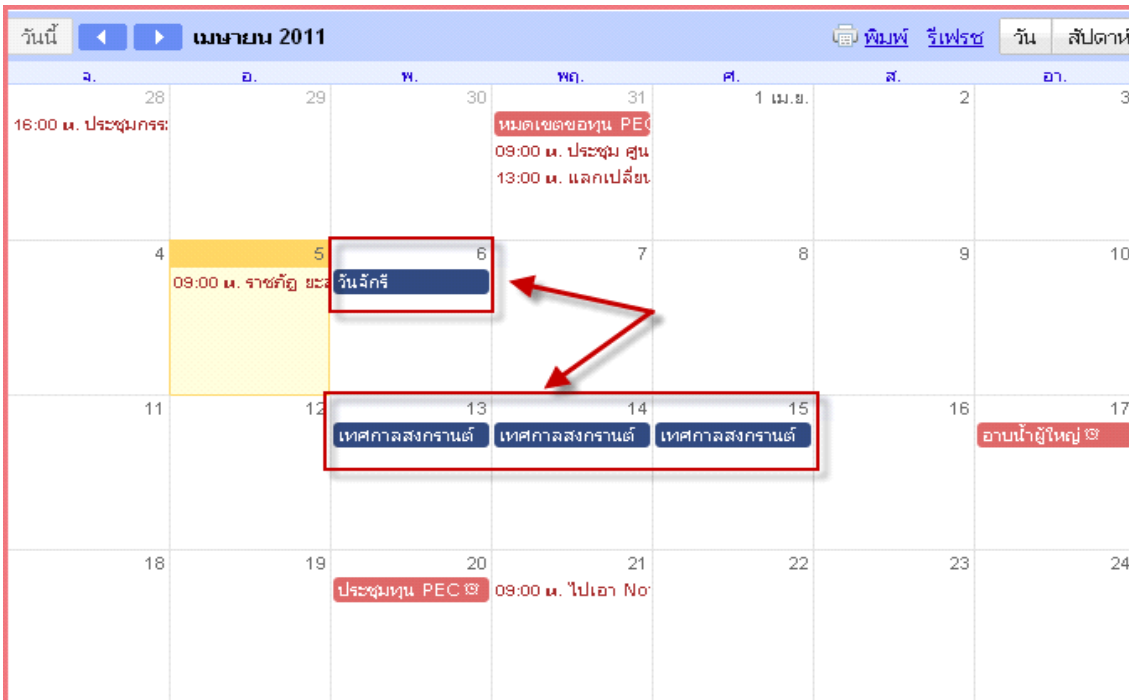 วันนี้ เมษายน 2011 พิมพ์ รีเฟรช วัน สัปดาห์
จ. อ. พ. พฤ. ศ. ส. อา.
28 29 30 31 1 เม.ย. 2 3
16:00 น. ประชุมกรร หมดเขตขอทุน PEC
09:00 น. ประชุม ศูน
13:00 น. แลกเปลี่ยน
4 5 6 7 8 9 10
09:00 น. ราชภัฏ ยะล วันจักรี
11 12 13 14 15 16 17
เทศกาลสงกรานต์ เทศกาลสงกรานต์ เทศกาลสงกรานต์ อาบน้ำผู้ใหญ่
18 19 20 21 22 23 24
ประชุมทุน PEC 09:00 น. ไปเอา No